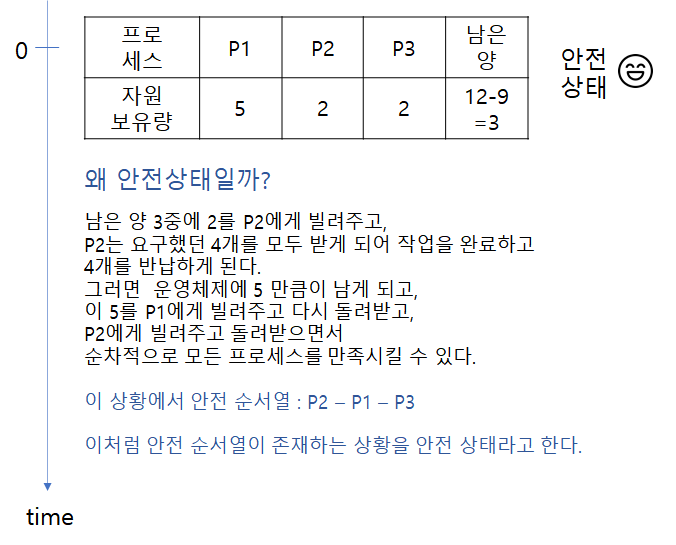 0
프로
세스
P1
P2
P3
남은
양
자원
보유량
5
2
2
12-9
=3
안전
상태
왜 안전상태일까?
남은 양 3중에 2를 P2에게 빌려주고,
P2는 요구했던 4개를 모두 받게 되어 작업을 완료하고
4개를 반납하게 된다.
그러면 운영체제에 5 만큼이 남게 되고,
이 5를 P1에게 빌려주고 다시 돌려받고,
P2에게 빌려주고 돌려받으면서
순차적으로 모든 프로세스를 만족시킬 수 있다.
이 상황에서 안전 순서열 : P2 – P1 – P3
이처럼 안전 순서열이 존재하는 상황을 안전 상태라고 한다.
time